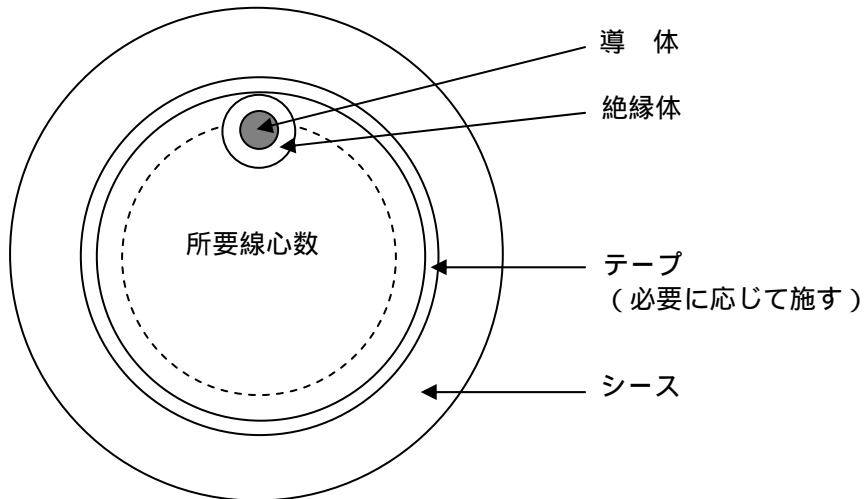 導　体
絶縁体
所要線心数
テープ
（必要に応じて施す）
シース